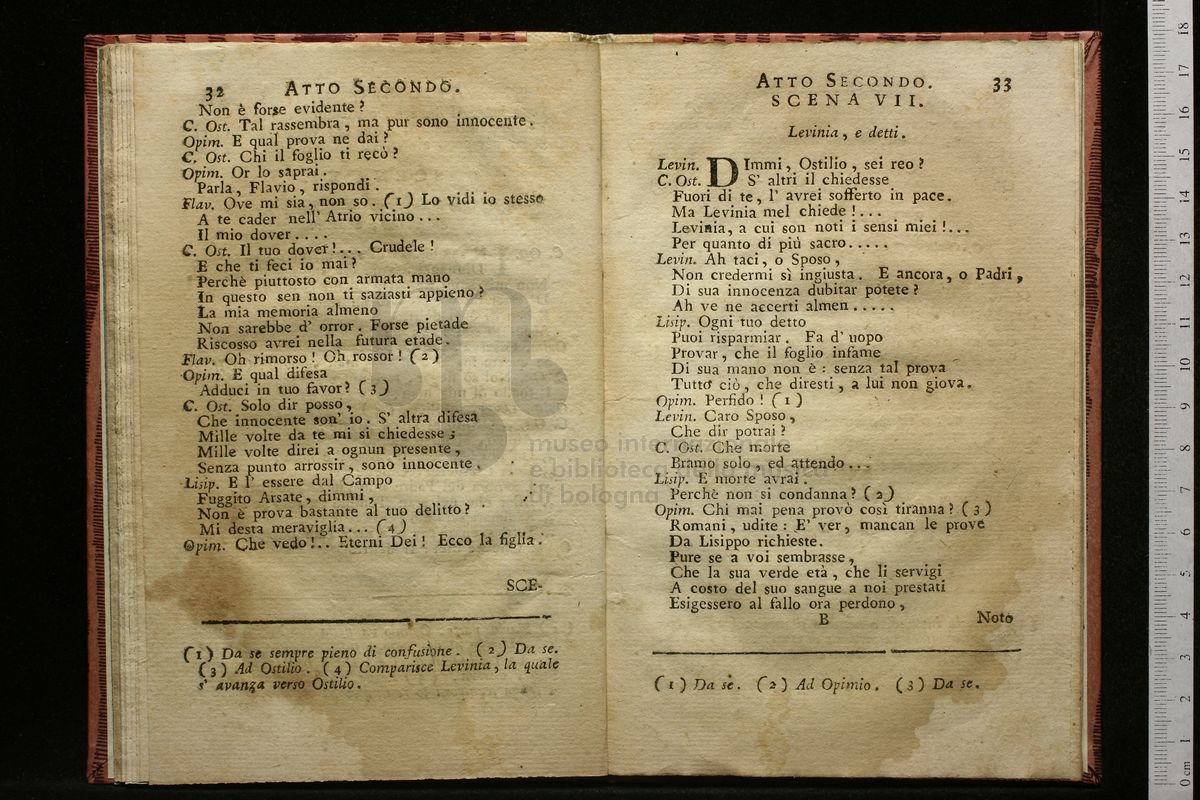 32 ATTO SECONDO.
Non è forse evidente ?
C. Ost. Tal rassembra , ma pur sono innocente .
Opim. E qual prova ne dai ?
C. Ost. Chi il foglio ti recò ?
Opim. Or lo saprai .
Parla , Flavio , rispondi .
Flav. Ove mi sia , non so . (1) Lo vidi io stesso
A te cader nell' Atrio vicino ...
Il mio dover ....
C. Ost. Il tuo dover !... Crudele !
E che ti feci io mai ?
Perchè piuttosto con armata mano
In questo sen non ti saziasti appieno ?
La mia memoria almeno
Non sarebbe d' orror . Forse pietade
Riscosso avrei nella futura etade .
Flav. Oh rimorso ! Oh rossor ! (2)
Opim. E qual difesa
Adduci in tuo favor ? (3)
C. Ost. Solo dir posso ,
Che innocente son' io . S' altra difesa
Mille volte da te mi si chiedesse ;
Mille volte direi a ognun presente ,
Senza punto arrossir , sono innocente .
Lisip. E l' essere dal Campo
Fuggito Arsate , dimmi ,
Non è prova bastante al tuo delitto ?
Mi desta meraviglia ... (4)
Opim. Che vedo !.. Eterni Dei ! Ecco la figlia .
SCE-
(1) Da se sempre pieno di confusione . (2) Da se.
(3) Ad Ostilio . (4) Comparisce Levinia , la quale
s' avanza verso Ostilio .
ATTO SECONDO. 33
SCENA VII.
Levinia , e detti .
Levin. DImmi , Ostilio , sei reo ?
C. Ost. S' altri il chiedesse
Fuori di te , l' avrei sofferto in pace .
Ma Levinia mel chiede !...
Levinia , a cui son noti i sensi miei !...
Per quanto di più sacro .....
Levin. Ah taci , o Sposo ,
Non credermi sì ingiusta . E ancora , o Padri ,
Di sua innocenza dubitar potete ?
Ah ve ne accerti almen .....
Lisip. Ogni tuo detto
Puoi risparmiar . Fa d' uopo
Provar , che il foglio infame
Di sua mano non è : senza tal prova
Tutto ciò , che diresti , a lui non giova .
Opim. Perfido ! (1)
Levin. Caro Sposo ,
Che dir potrai ?
C. Ost. Che morte
Bramo solo , ed attendo ...
Lisip. E morte avrai .
Perchè non si condanna ? (2)
Opim. Chi mai pena provò così tiranna ? (3)
Romani , udite : E' ver , mancan le prove
Da Lisippo richieste .
Pure se a voi sembrasse ,
Che la sua verde età , che li servigi
A costo del suo sangue a noi prestati
Esigessero al fallo ora perdono ,
B Noto
(1) Da se. (2) Ad Opimio . (3) Da se .
museo internazionale
e biblioteca della musica
di bologna